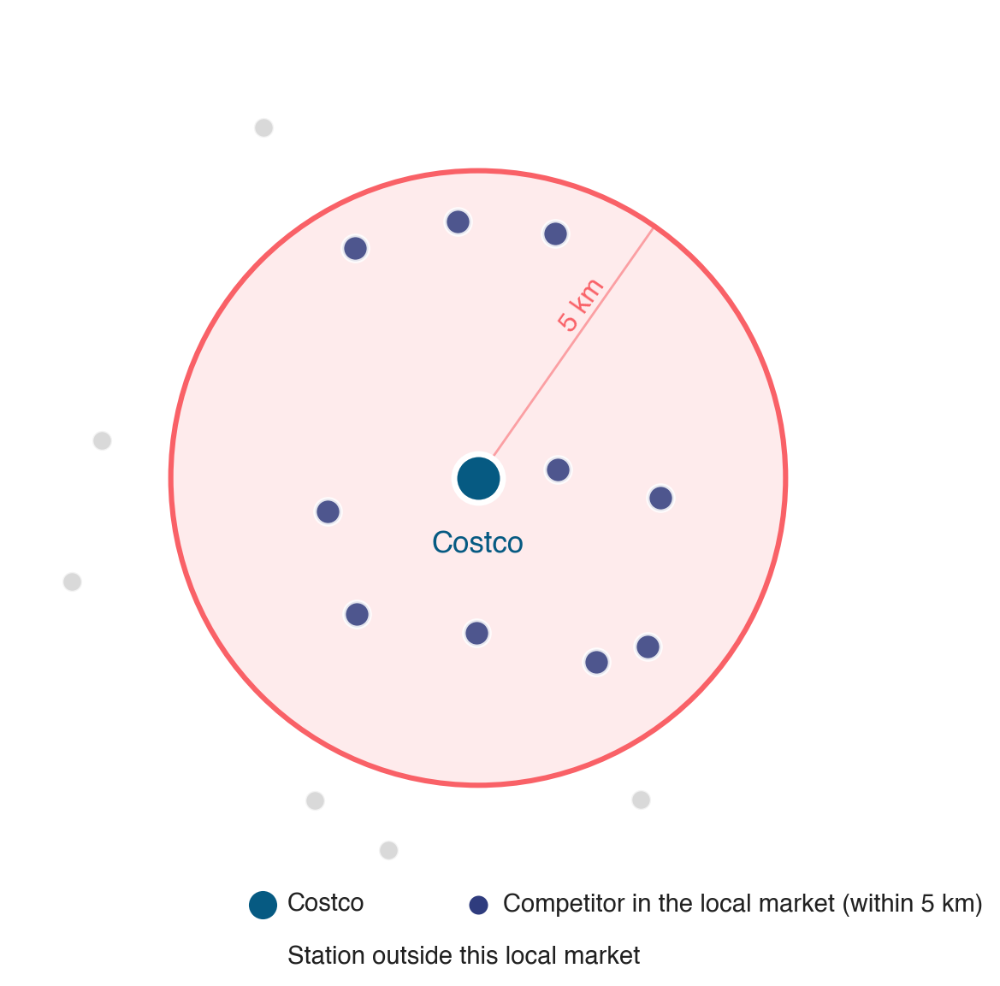 5 km
Costco
Costco
Competitor in the local market (within 5 km)
Station outside this local market